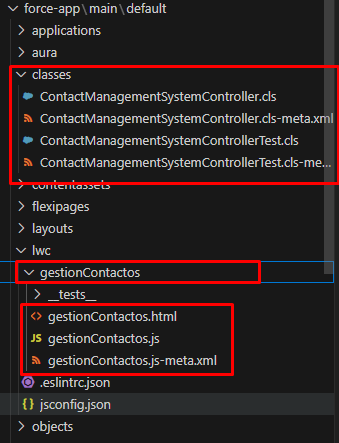 force-app\main\default
applications
aura
classes
ContactManagementSystemController.cls
ContactManagementSystemController.cls-meta.xml
ContactManagementSystemControllerTest.cls
ContactManagementSystemControllerTest.cls-me...
contentassets
flexipages
layouts
lwc
gestionContactos
__tests__
<> gestionContactos.html
JS gestionContactos.js
gestionContactos.js-meta.xml
.eslintrc.json
{} jsconfig.json
objects